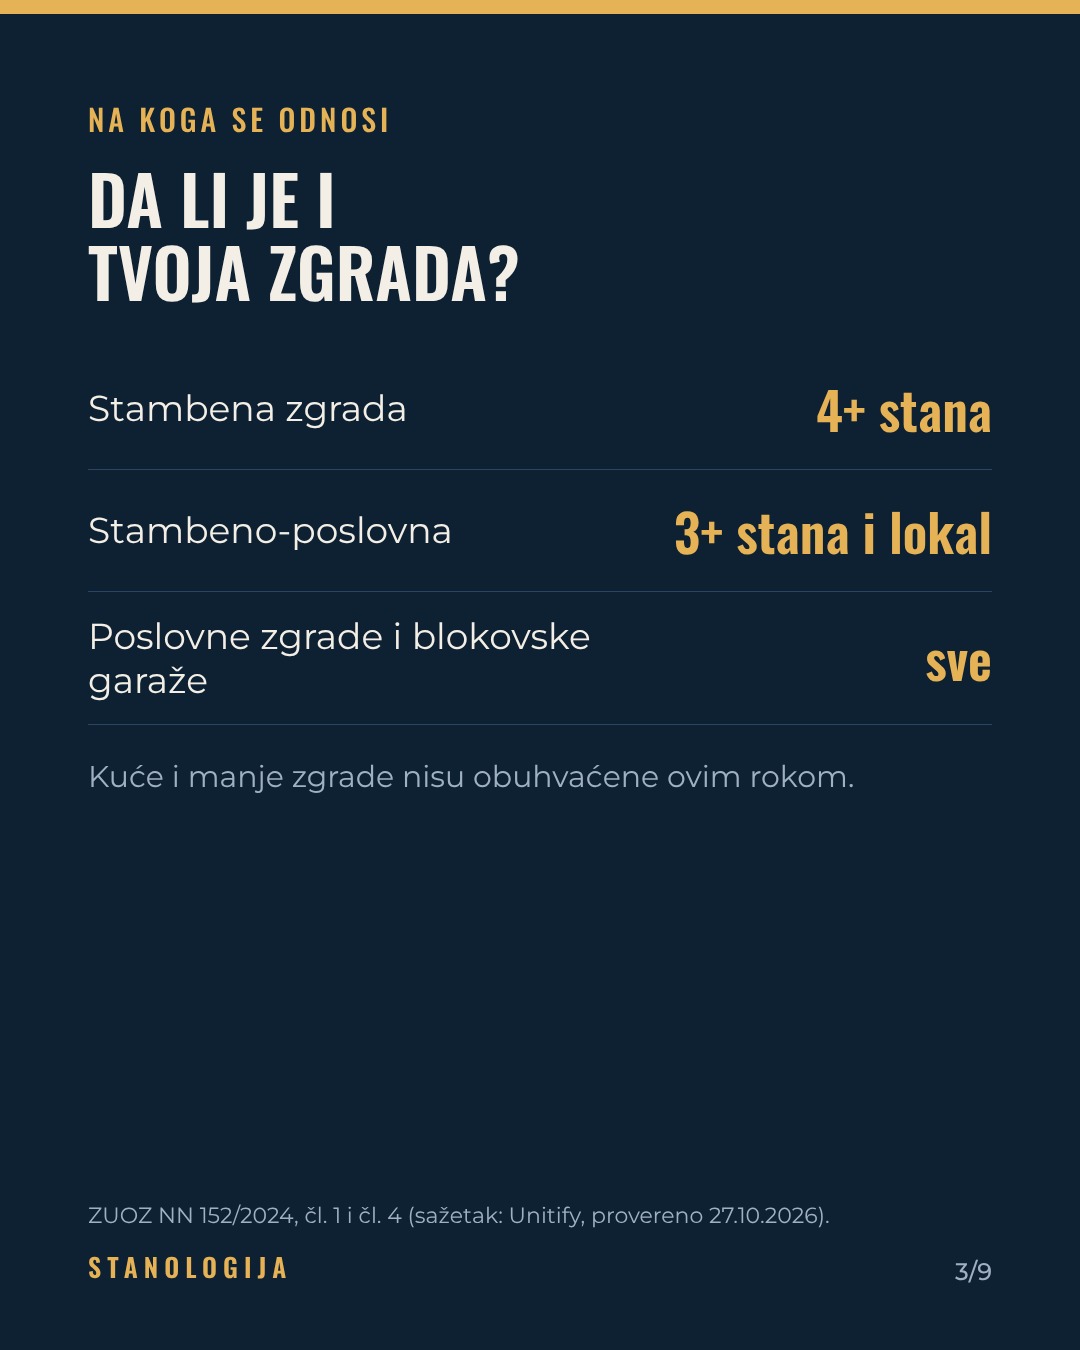 NA KOGA SE ODNOSI
DA LI JE I
TVOJA ZGRADA?
Stambena zgrada
4+ stana
Stambeno-poslovna
3+ stana i lokal
Poslovne zgrade i blokovske
garaže
sve
Kuće i manje zgrade nisu obuhvaćene ovim rokom.
ZUOZ NN 152/2024, čl. 1 i čl. 4 (sažetak: Unitify, provereno 27.10.2026).
STANOLOGIJA
3/9